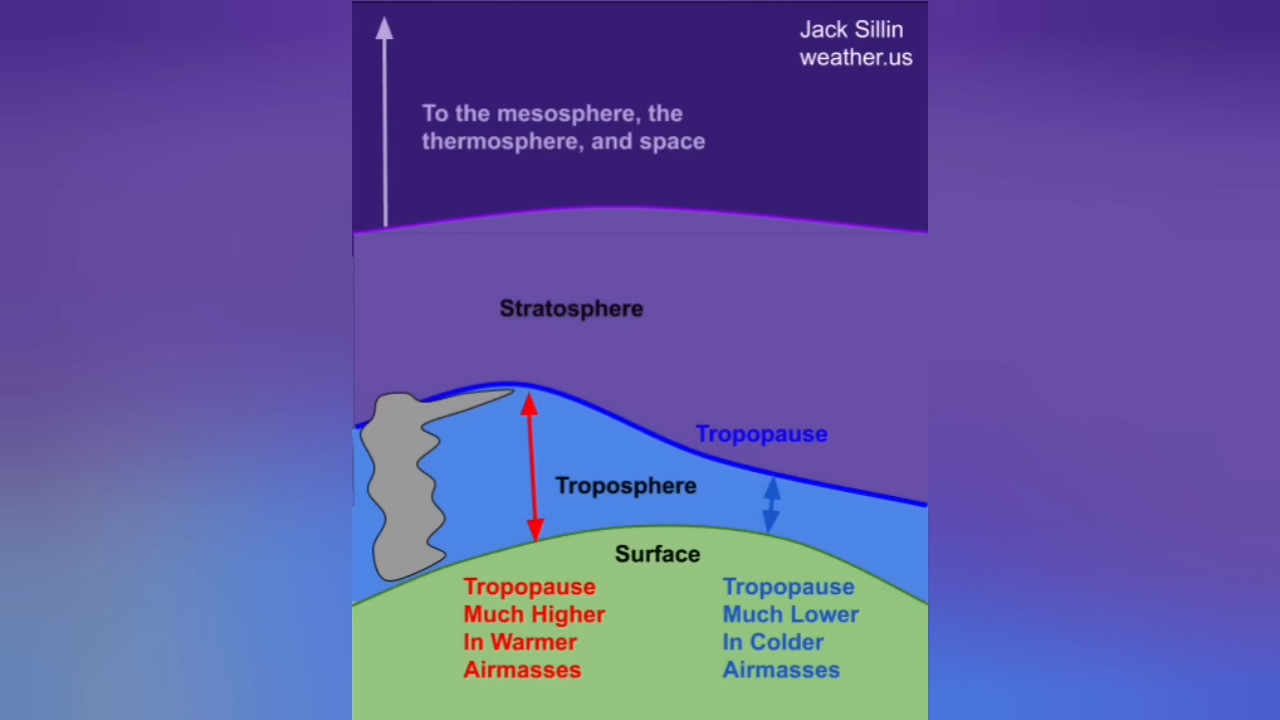 Jack Sillin
weather.us
To the mesosphere, the
thermosphere, and space
Stratosphere
Tropopause
Troposphere
Surface
Tropopause
Much Higher
In Warmer
Airmasses
Tropopause
Much Lower
In Colder
Airmasses